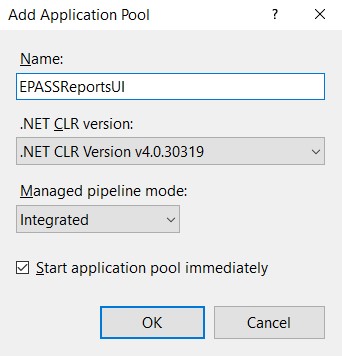 Add Application Pool
?
Name:
EPASSReportsUI
.NET CLR version:
.NET CLR Version v4.0.30319
Managed pipeline mode:
Integrated
Start application pool immediately
OK
Cancel